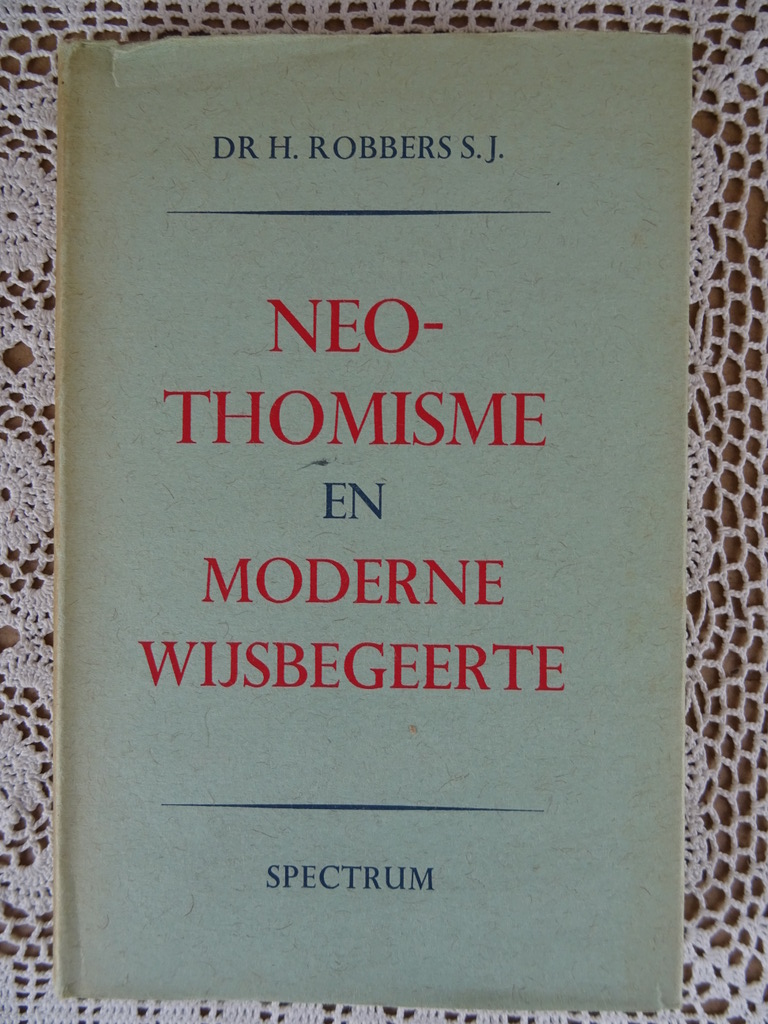 DR H. ROBBERS S.J.
NEO-
THOMISME
EN
MODERNE
WIJSBEGEERTE
SPECTRUM